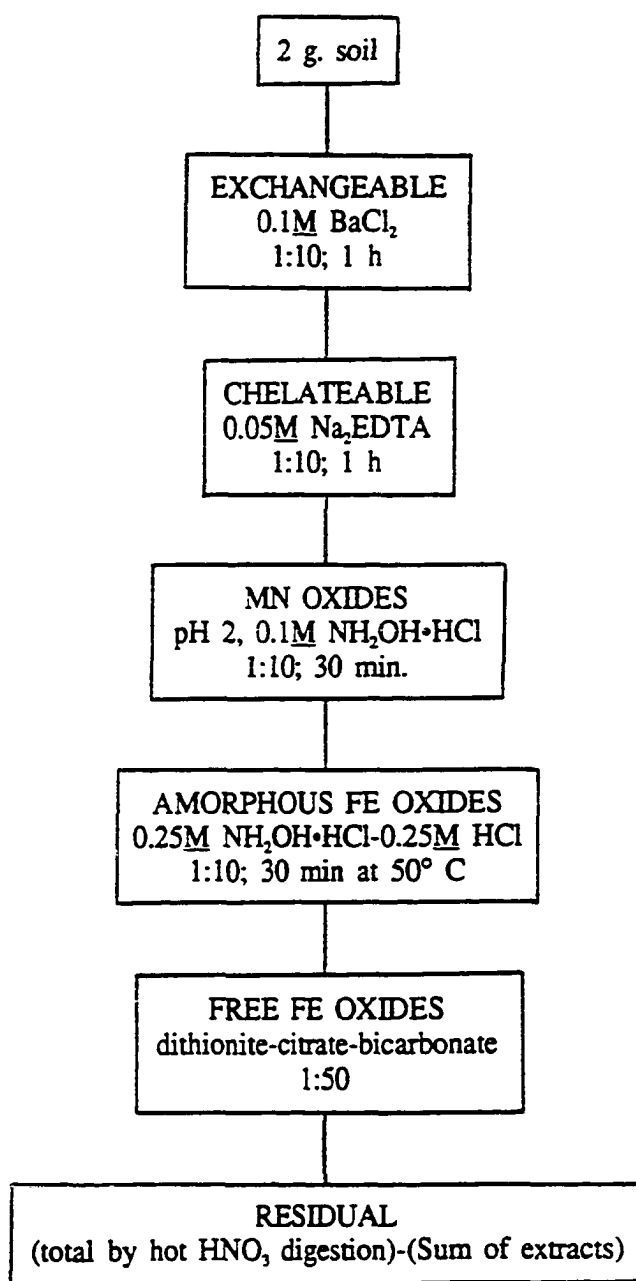 2 g. soil
EXCHANGEABLE
0.1M BaCl₂
1:10; 1 h
CHELATEABLE
0.05M Na₂EDTA
1:10; 1 h
MN OXIDES
pH 2, 0.1M NH₂OH•HCl
1:10; 30 min.
AMORPHOUS FE OXIDES
0.25M NH₂OH•HCl-0.25M HCl
1:10; 30 min at 50° C
FREE FE OXIDES
dithionite-citrate-bicarbonate
1:50
RESIDUAL
(total by hot HNO₃ digestion)-(Sum of extracts)